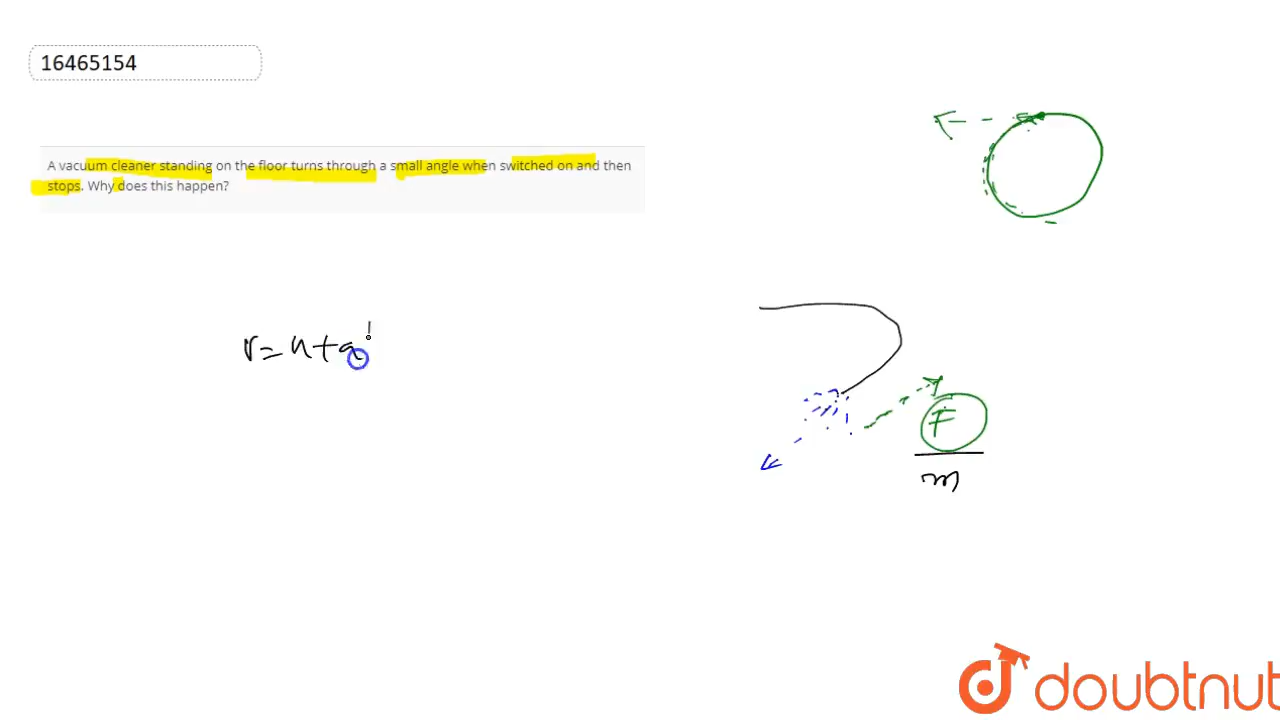 16465154
A vacuum cleaner standing on the floor turns through a small angle when switched on and then
stops. Why does this happen?
F
m
doubtnut